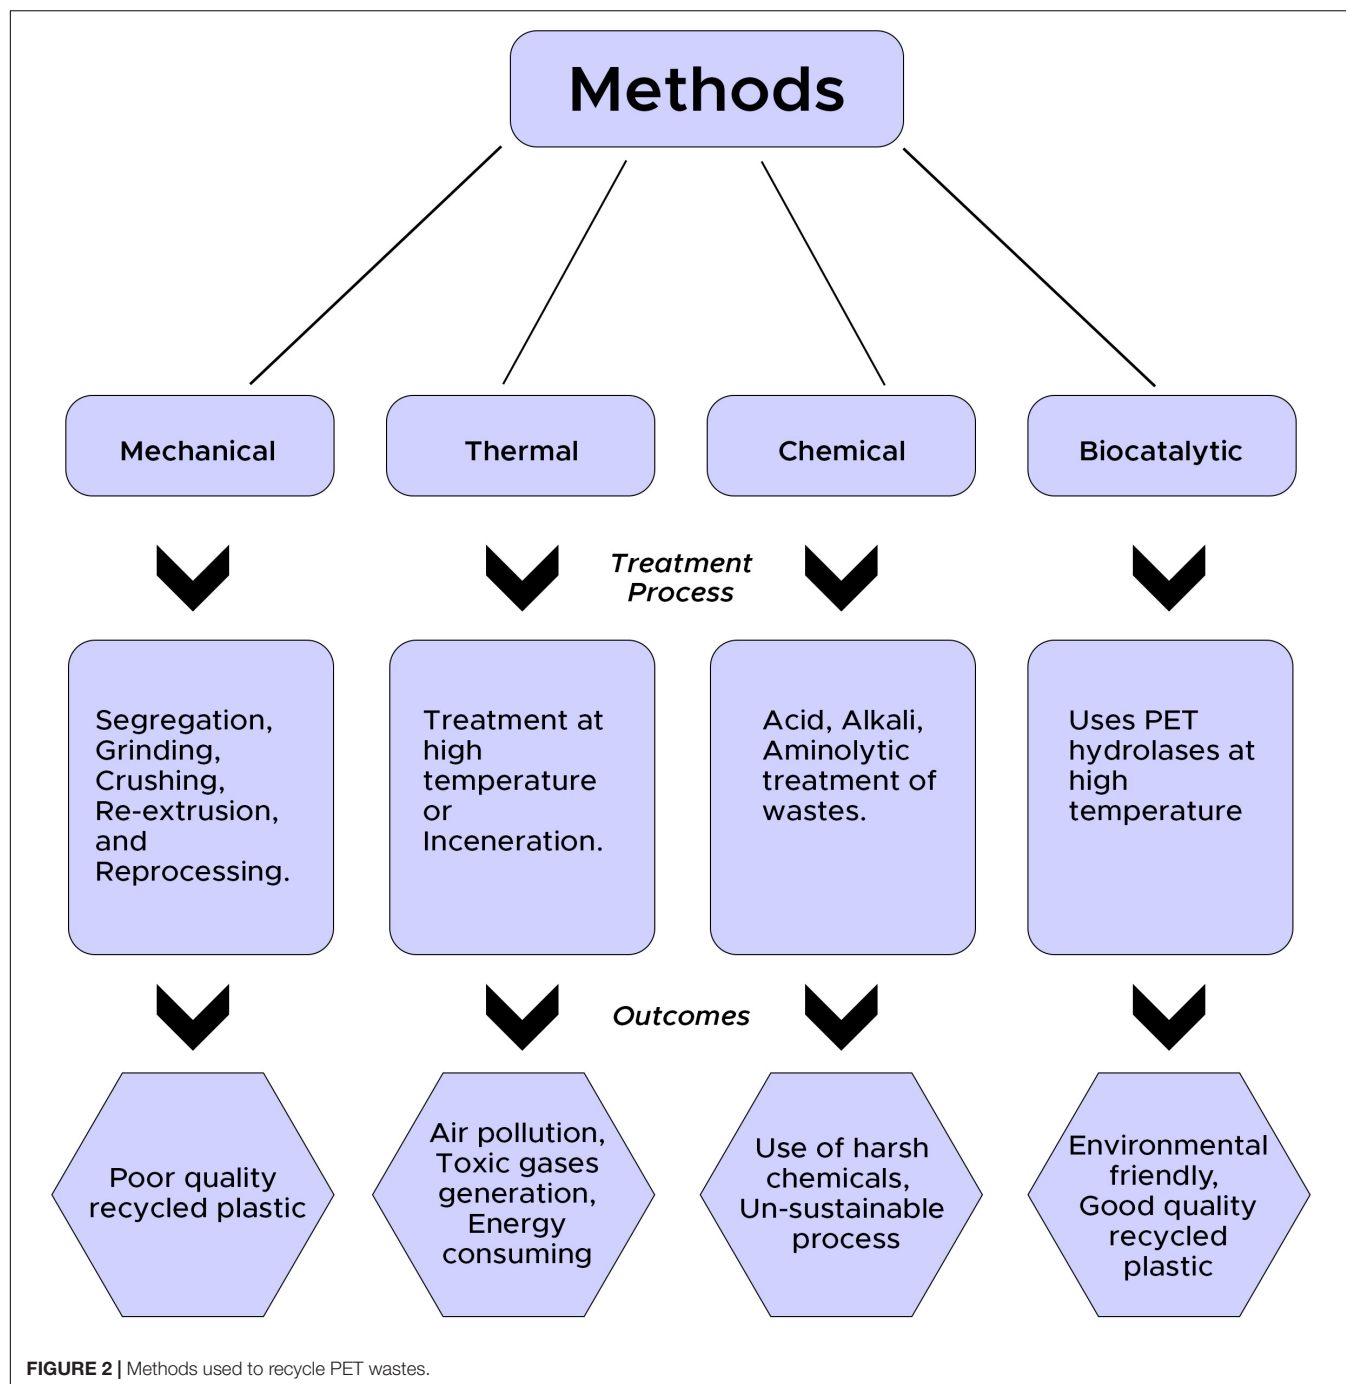 Methods
Mechanical
Thermal
Chemical
Biocatalytic
Treatment
Process
Segregation,
Grinding,
Crushing,
Re-extrusion,
and
Reprocessing.
Treatment at
high
temperature
or
Inceneration.
Acid, Alkali,
Aminolytic
treatment of
wastes.
Uses PET
hydrolases at
high
temperature
Outcomes
Poor quality
recycled plastic
Air pollution,
Toxic gases
generation,
Energy
consuming
Use of harsh
chemicals,
Un-sustainable
process
Environmental
friendly,
Good quality
recycled
plastic
FIGURE 2 | Methods used to recycle PET wastes.